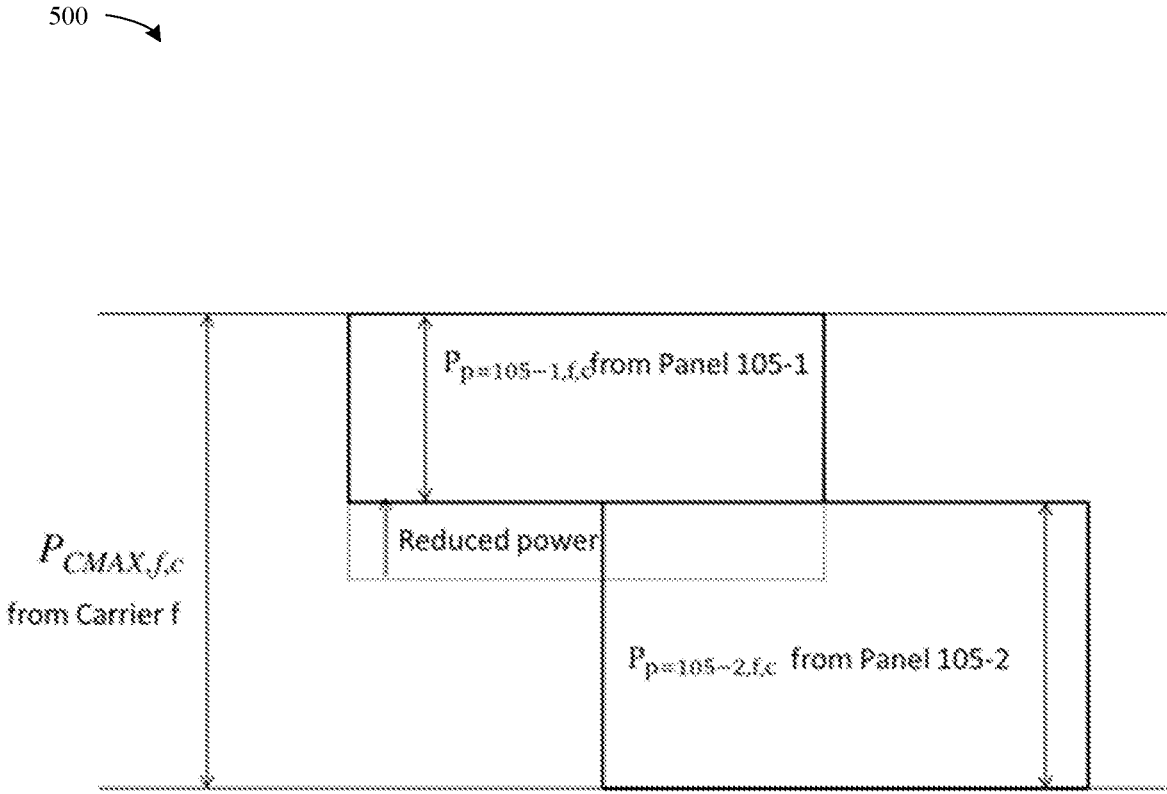 500
P_{p=105-1,f,c} from Panel 105-1
Reduced power
P_{CMAX,f,c}
from Carrier f
P_{p=105-2,f,c} from Panel 105-2